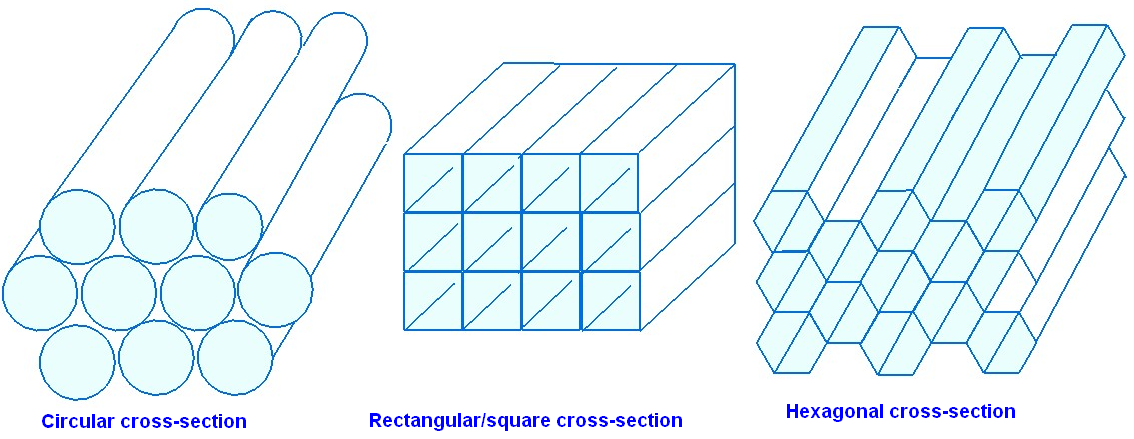 Circular cross-section
Rectangular/square cross-section
Hexagonal cross-section